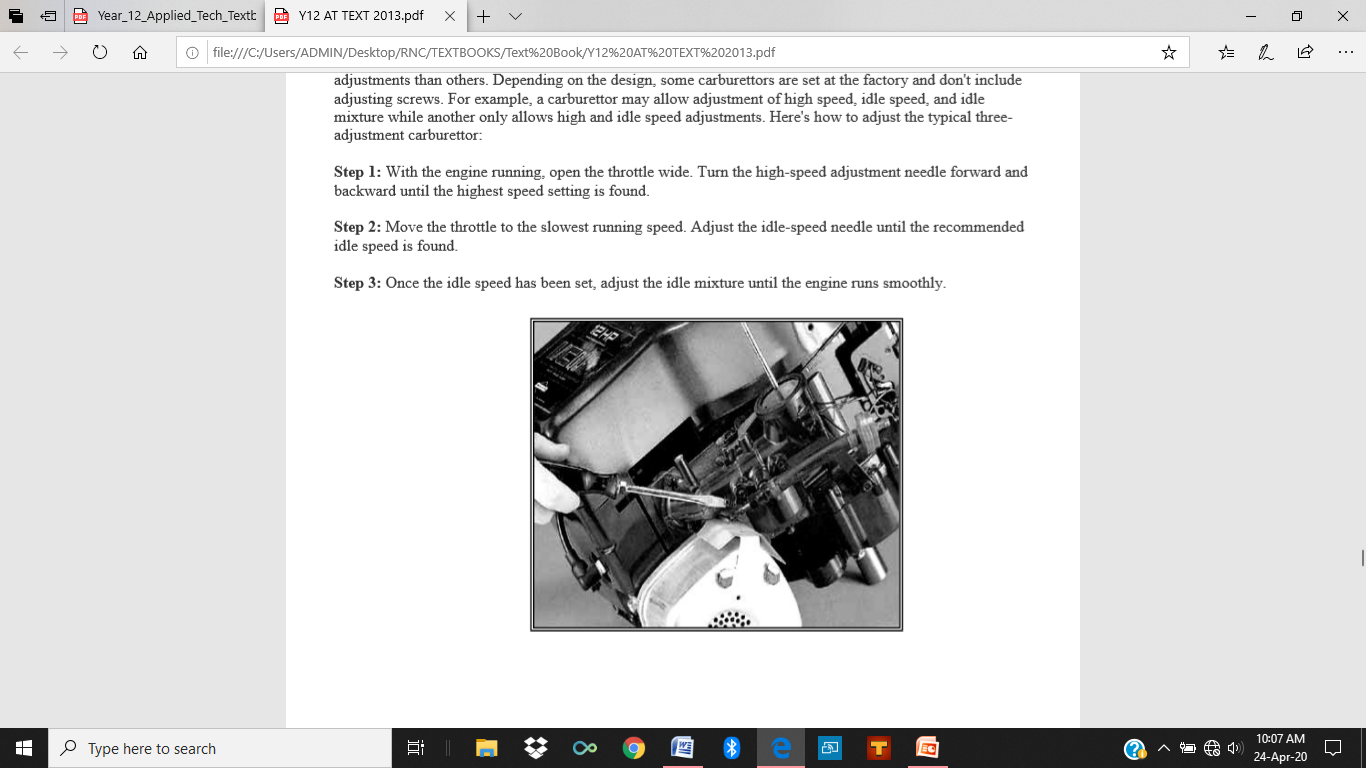 Year_12_Applied_Tech_Textb
Y12 AT TEXT 2013.pdf
file:///C:/Users/ADMIN/Desktop/RNC/TEXTBOOKS/Text%20Book/Y12%20AT%20TEXT%202013.pdf
adjustments than others. Depending on the design, some carburettors are set at the factory and don't include
adjusting screws. For example, a carburettor may allow adjustment of high speed, idle speed, and idle
mixture while another only allows high and idle speed adjustments. Here's how to adjust the typical three-
adjustment carburettor:
Step 1: With the engine running, open the throttle wide. Turn the high-speed adjustment needle forward and
backward until the highest speed setting is found.
Step 2: Move the throttle to the slowest running speed. Adjust the idle-speed needle until the recommended
idle speed is found.
Step 3: Once the idle speed has been set, adjust the idle mixture until the engine runs smoothly.
12 HP
Type here to search
10:07 AM
24-Apr-20